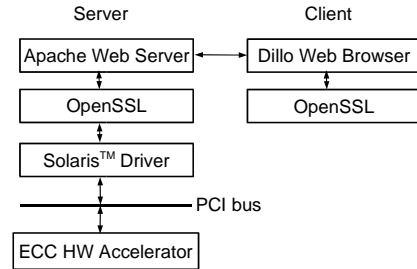 Server Client
Apache Web Server Dillo Web Browser
OpenSSL OpenSSL
Solaris™ Driver
PCI bus
ECC HW Accelerator